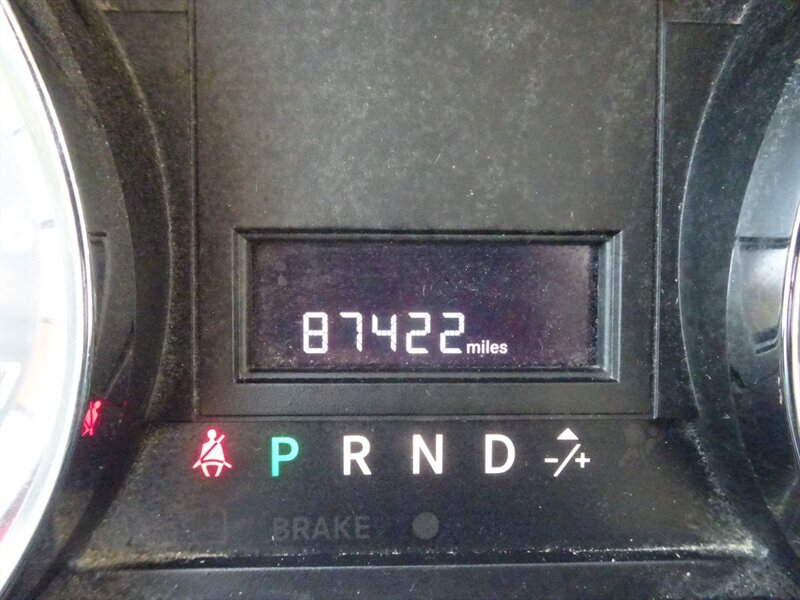 87422 miles
P R N D -/+
BRAKE